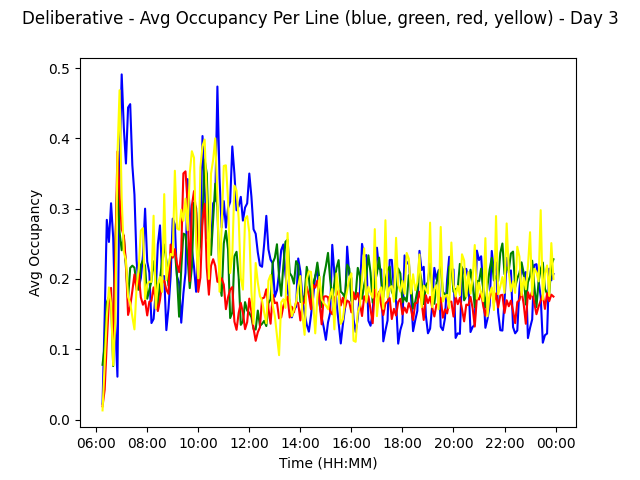 Deliberative - Avg Occupancy Per Line (blue, green, red, yellow) - Day 3
0.5
0.4
0.3
0.2
0.1
0.0
Avg Occupancy
06:00 08:00 10:00 12:00 14:00 16:00 18:00 20:00 22:00 00:00
Time (HH:MM)